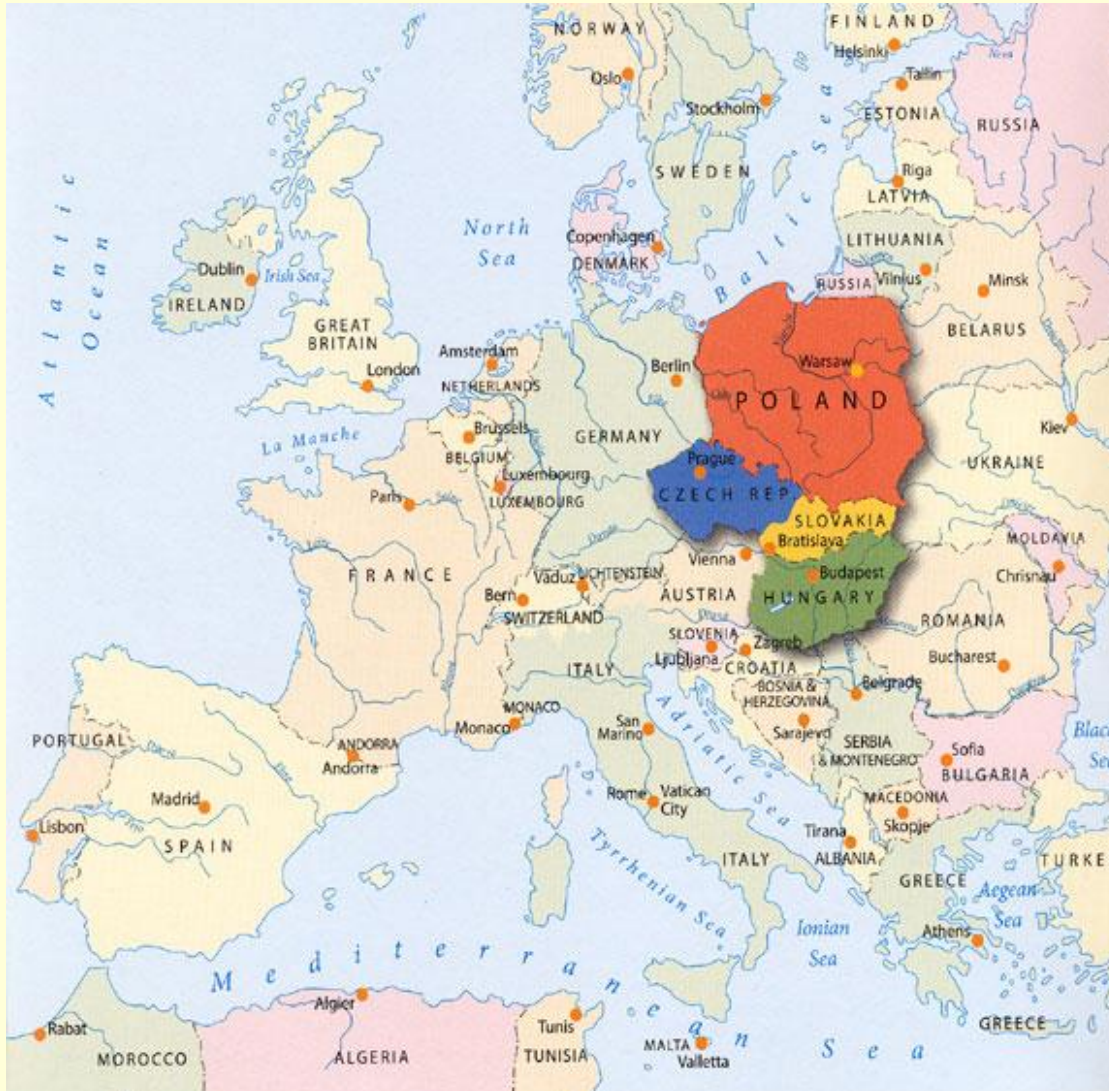 NORWAY
Oslo
Stockholm
SWEDEN
FINLAND
Helsinki
Neva
Tallin
ESTONIA
RUSSIA
Riga
LATVIA
LITHUANIA
Vilnius
RUSSIA
Minsk
BELARUS
Baltic Sea
Atlantic
Ocean
North
Sea
Copenhagen
DENMARK
Dublin
Irish Sea
IRELAND
GREAT
BRITAIN
London
Amsterdam
NETHERLANDS
Berlin
Warsaw
POLAND
Kiev
UKRAINE
La Manche
Brussels
BELGIUM
GERMANY
Luxembourg
LUXEMBOURG
Paris
Prague
CZECH REP.
SLOVAKIA
Bratislava
MOLDAVIA
Chrisnau
Vienna
AUSTRIA
Budapest
HUNGARY
FRANCE
Vaduz
LICHTENSTEIN
Bern
SWITZERLAND
ROMANIA
Bucharest
SLOVENIA
Ljubljana
Zagreb
CROATIA
ITALY
BOSNIA &
HERZEGOVINA
Sarajevo
Belgrade
SERBIA
& MONTENEGRO
Monaco
MONACO
San
Marino
Adriatic Sea
Sofia
BULGARIA
Black
PORTUGAL
Lisbon
Madrid
SPAIN
ANDORRA
Andorra
Rome
Vatican
City
MACEDONIA
Skopje
Tirana
ALBANIA
ITALY
Tyrrhenian Sea
GREECE
TURKE
Aegean
Sea
Athens
Ionian
Sea
Mediterranean Sea
Rabat
MOROCCO
Algier
ALGERIA
Tunis
TUNISIA
MALTA
Valletta
GREECE